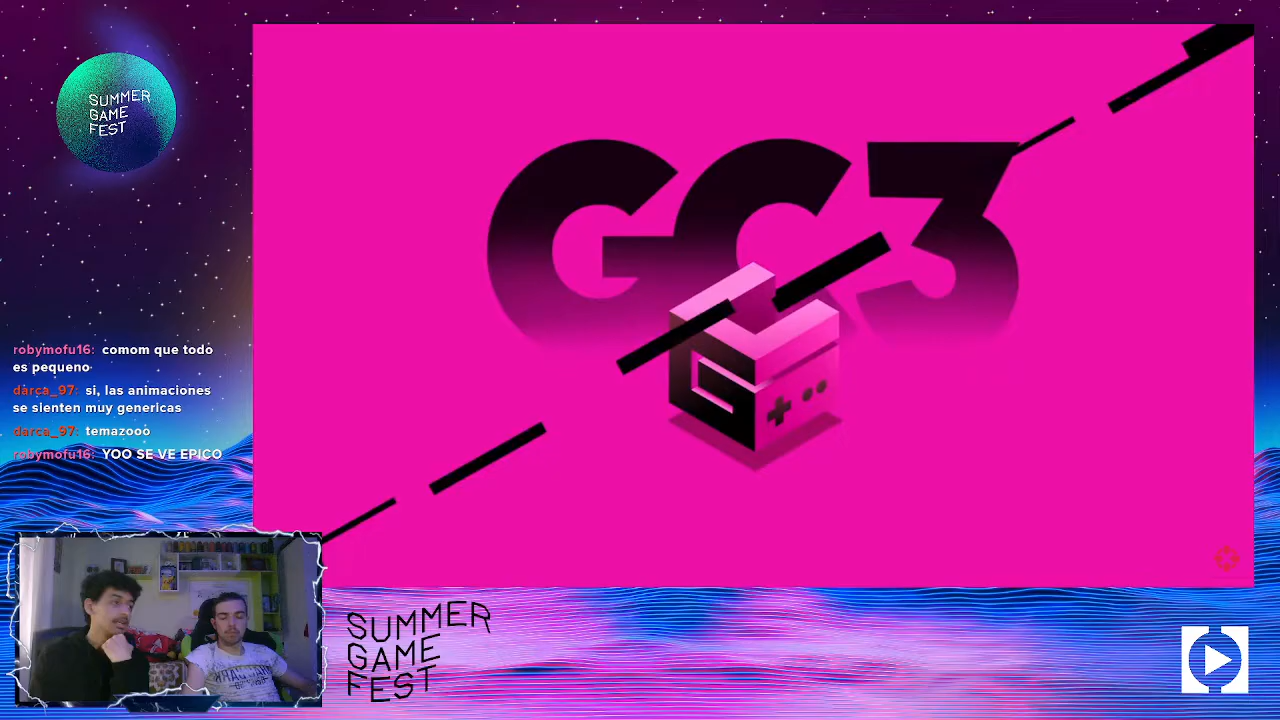 SUMMER
GAME
FEST
GC3
G
robymofu16: comom que todo
es pequeno
darca_97: si, las animaciones
se sienten muy genericas
darca_97: temazooo
robymofu16: YOO SE VE EPICO
SUMMER
GAME
FEST